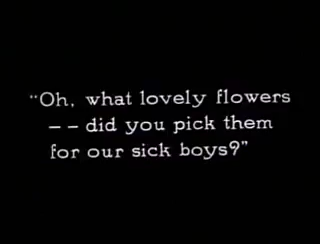 “Oh, what lovely flowers
-- did you pick them
for our sick boys?”